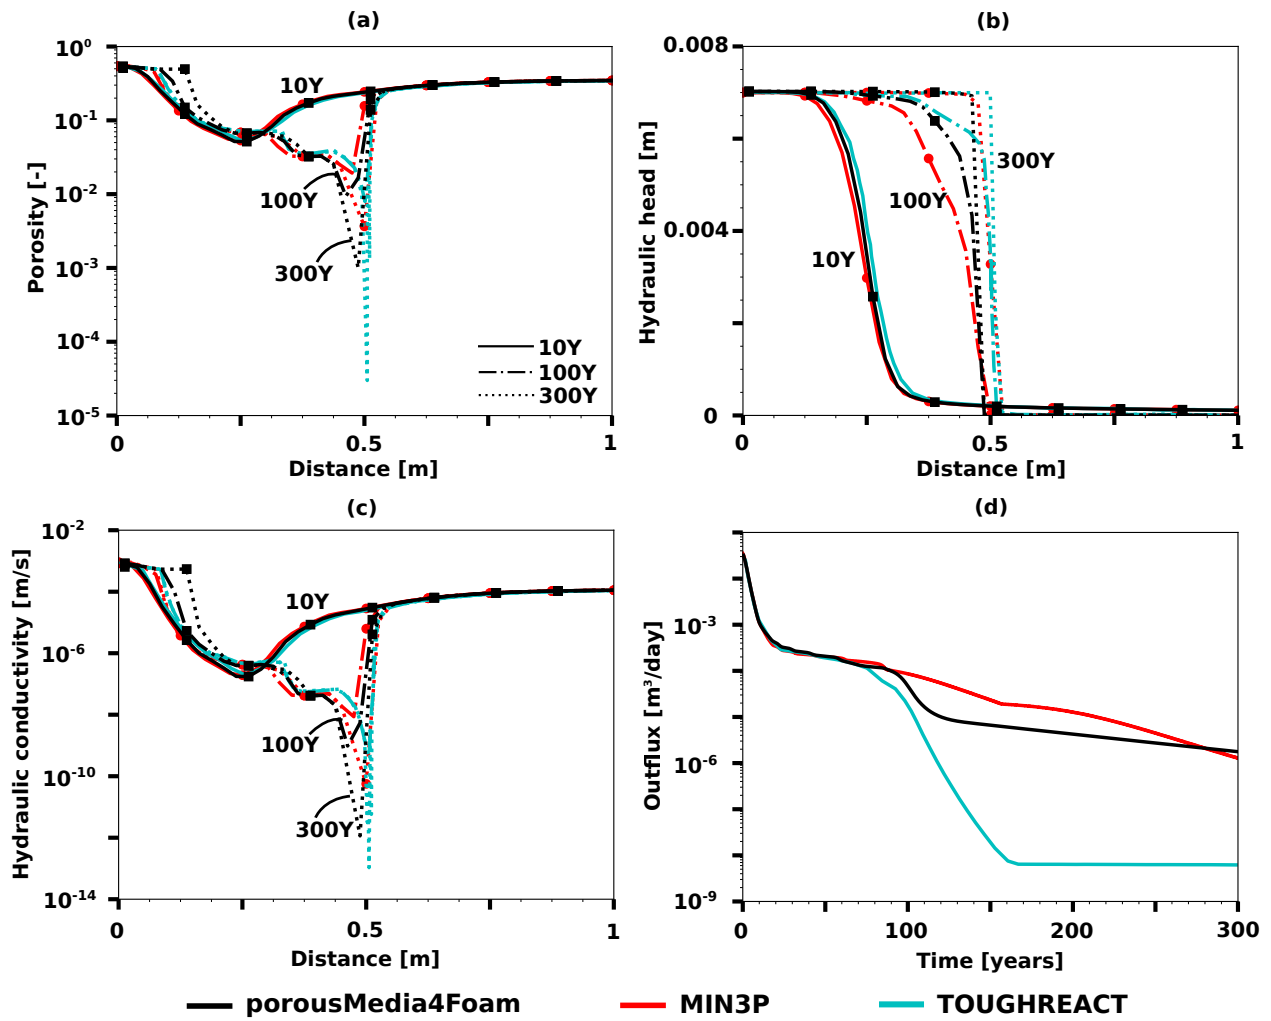 (a)
10⁰
10⁻¹
10⁻²
10⁻³
10⁻⁴
10⁻⁵
Porosity [-]
10Y
100Y
300Y
10Y
100Y
300Y
0
0.5
1
Distance [m]
(b)
0.008
0.004
0
Hydraulic head [m]
300Y
100Y
10Y
0
0.5
1
Distance [m]
(c)
10⁻²
10⁻⁶
10⁻¹⁰
10⁻¹⁴
Hydraulic conductivity [m/s]
10Y
100Y
300Y
0
0.5
1
Distance [m]
(d)
10⁻³
10⁻⁶
10⁻⁹
Outflux [m³/day]
0
100
200
300
Time [years]
porousMedia4Foam
MIN3P
TOUGHREACT